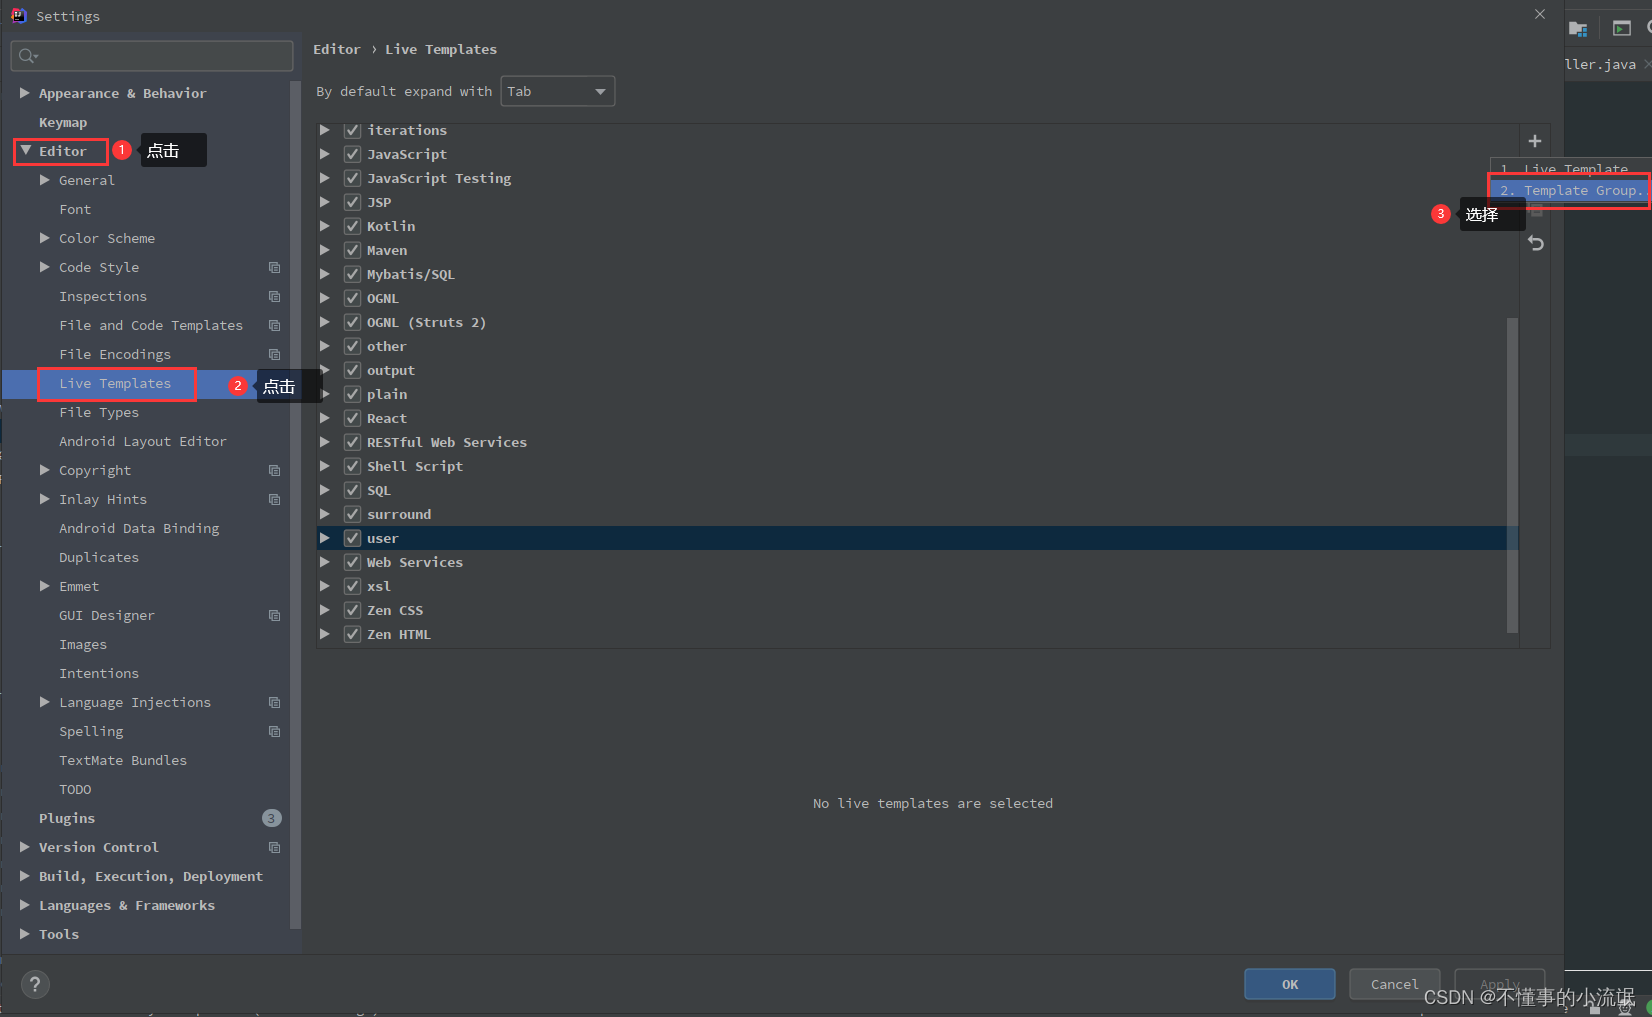 Settings
Editor › Live Templates
By default expand with Tab
Appearance & Behavior
Keymap
Editor
1 点击
General
Font
Color Scheme
Code Style
Inspections
File and Code Templates
File Encodings
Live Templates
2 点击
File Types
Android Layout Editor
Copyright
Inlay Hints
Android Data Binding
Duplicates
Emmet
GUI Designer
Images
Intentions
Language Injections
Spelling
TextMate Bundles
TODO
Plugins 3
Version Control
Build, Execution, Deployment
Languages & Frameworks
Tools
iterations
JavaScript
JavaScript Testing
JSP
Kotlin
Maven
Mybatis/SQL
OGNL
OGNL (Struts 2)
other
output
plain
React
RESTful Web Services
Shell Script
SQL
surround
user
Web Services
xsl
Zen CSS
Zen HTML
ller.java
1. Live Template
2. Template Group..
3 选择
No live templates are selected
?
OK
Cancel
Apply
CSDN @不懂事的小流氓